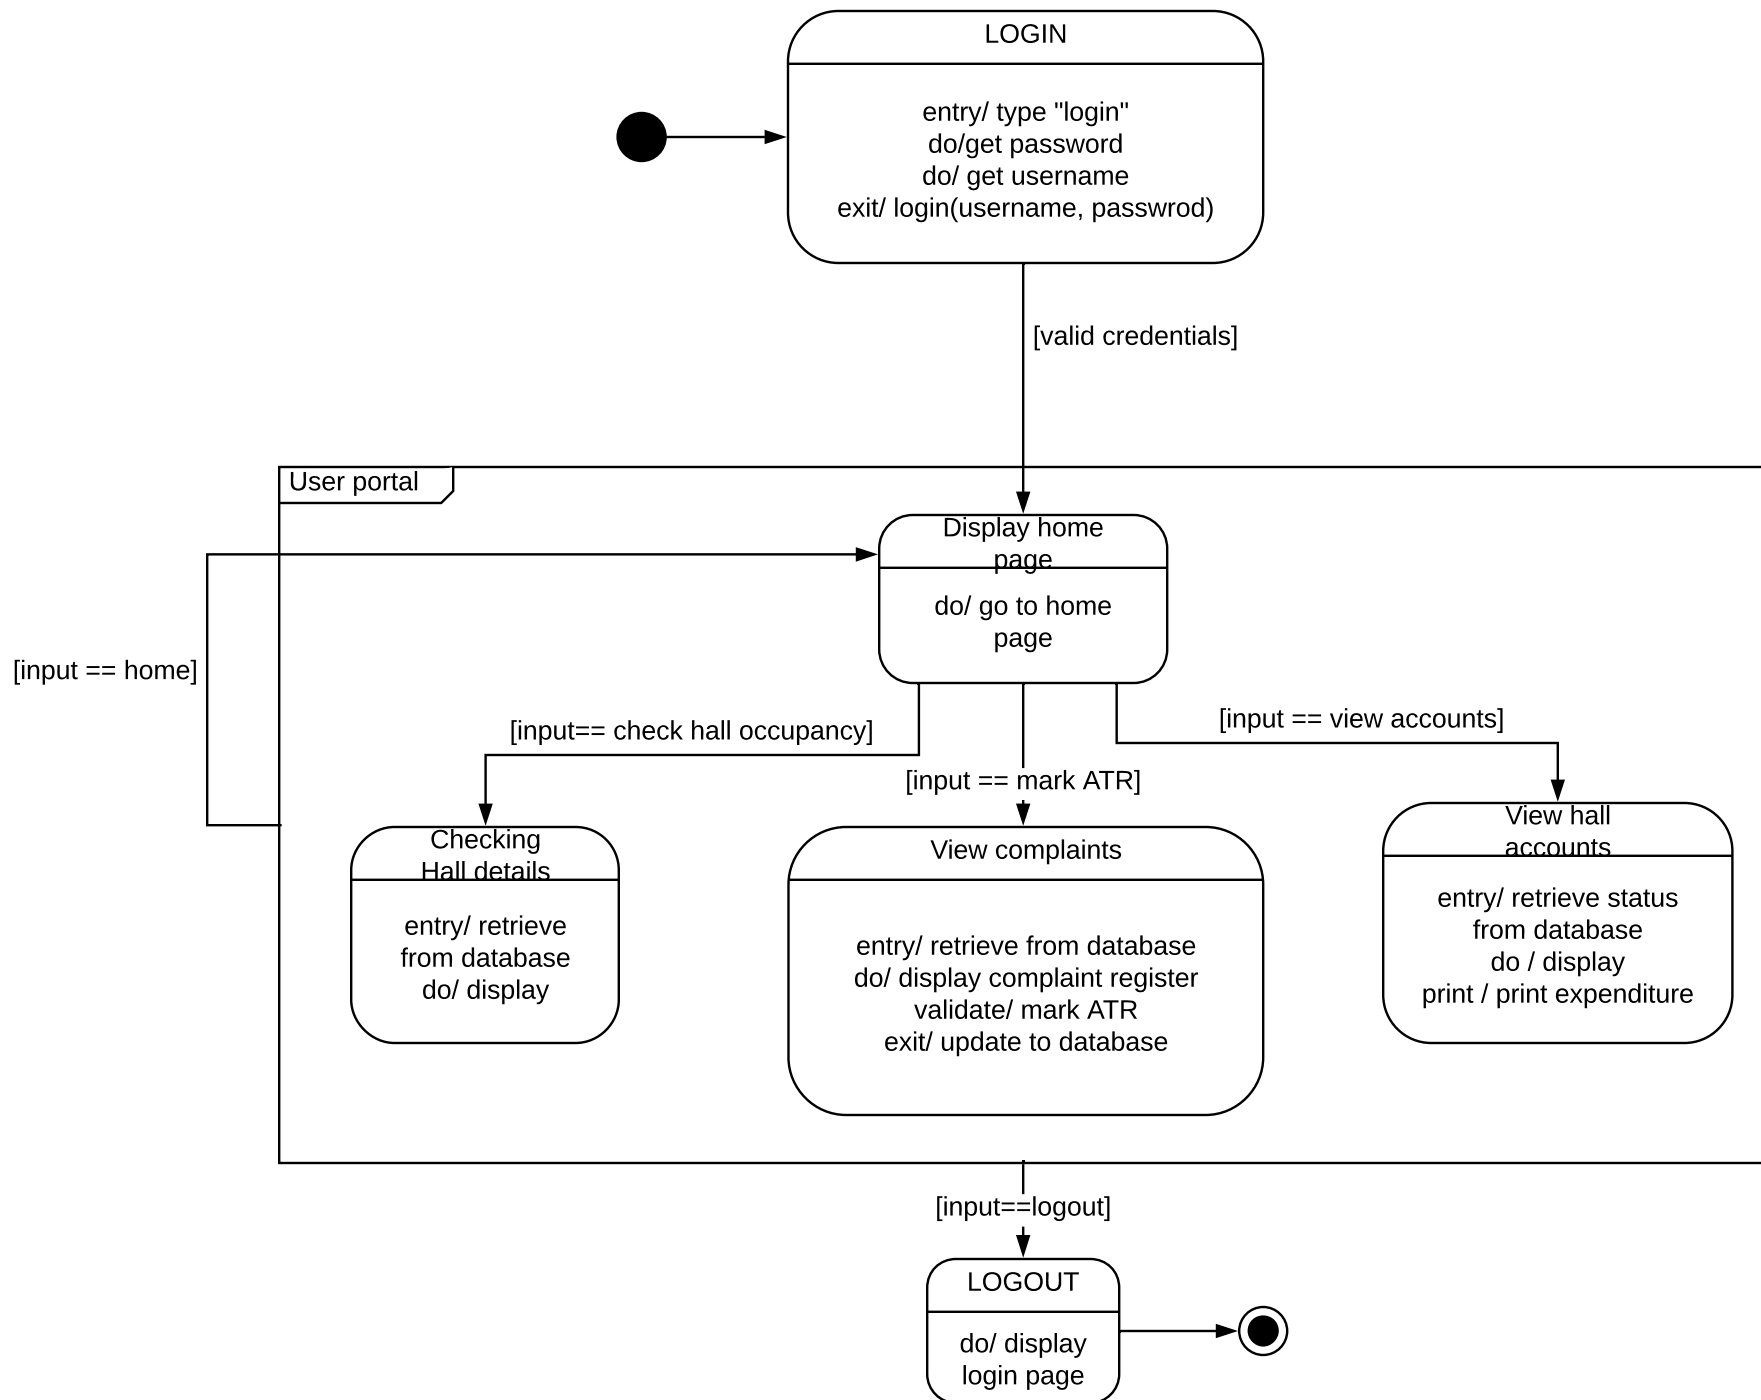 LOGIN
entry/ type "login"
do/get password
do/ get username
exit/ login(username, passwrod)
[valid credentials]
User portal
Display home
page
do/ go to home
page
[input == home]
[input== check hall occupancy]
[input == mark ATR]
[input == view accounts]
Checking
Hall details
entry/ retrieve
from database
do/ display
View complaints
entry/ retrieve from database
do/ display complaint register
validate/ mark ATR
exit/ update to database
View hall
accounts
entry/ retrieve status
from database
do / display
print / print expenditure
[input==logout]
LOGOUT
do/ display
login page